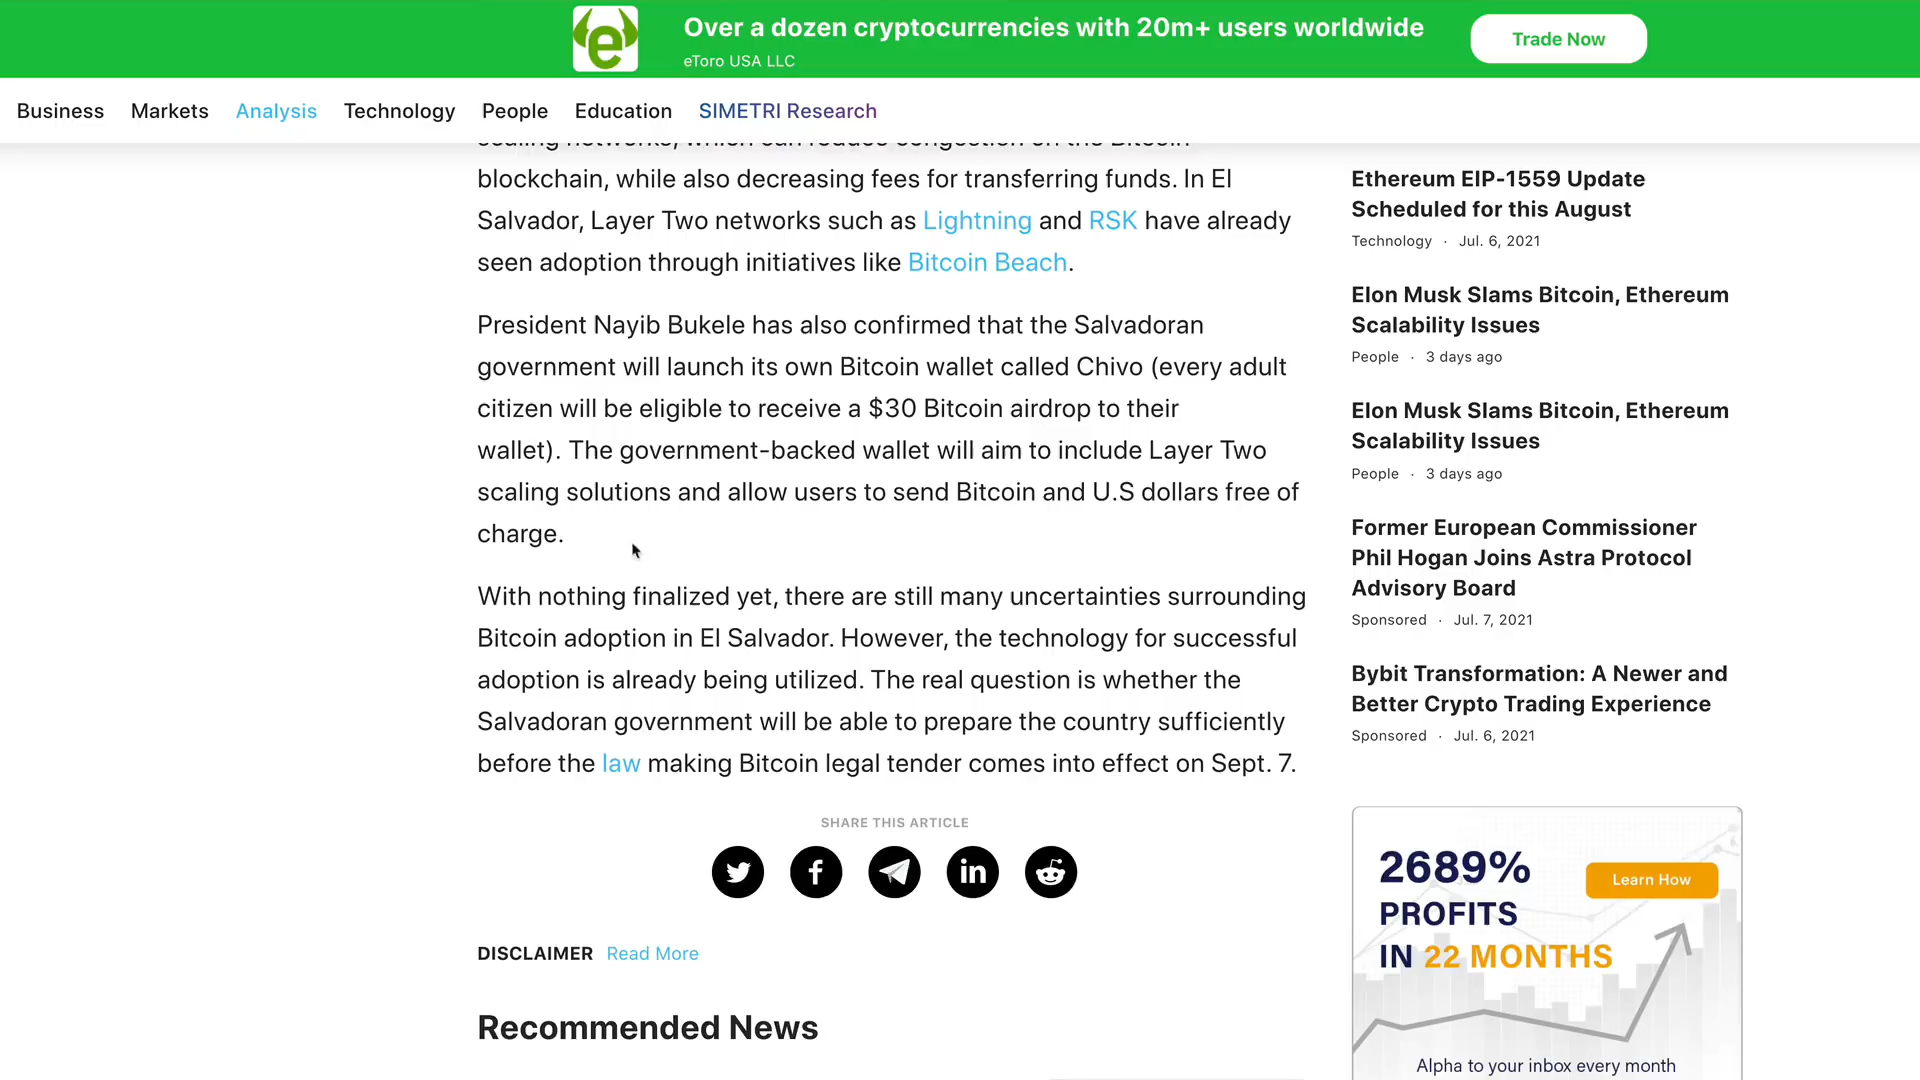 Over a dozen cryptocurrencies with 20m+ users worldwide
eToro USA LLC
Trade Now
Business Markets Analysis Technology People Education SIMETRI Research
scaling networks, which can reduce congestion on the Bitcoin
blockchain, while also decreasing fees for transferring funds. In El
Salvador, Layer Two networks such as Lightning and RSK have already
seen adoption through initiatives like Bitcoin Beach.
President Nayib Bukele has also confirmed that the Salvadoran
government will launch its own Bitcoin wallet called Chivo (every adult
citizen will be eligible to receive a $30 Bitcoin airdrop to their
wallet). The government-backed wallet will aim to include Layer Two
scaling solutions and allow users to send Bitcoin and U.S dollars free of
charge.
With nothing finalized yet, there are still many uncertainties surrounding
Bitcoin adoption in El Salvador. However, the technology for successful
adoption is already being utilized. The real question is whether the
Salvadoran government will be able to prepare the country sufficiently
before the law making Bitcoin legal tender comes into effect on Sept. 7.
SHARE THIS ARTICLE
DISCLAIMER Read More
Recommended News
Ethereum EIP-1559 Update
Scheduled for this August
Technology · Jul. 6, 2021
Elon Musk Slams Bitcoin, Ethereum
Scalability Issues
People · 3 days ago
Elon Musk Slams Bitcoin, Ethereum
Scalability Issues
People · 3 days ago
Former European Commissioner
Phil Hogan Joins Astra Protocol
Advisory Board
Sponsored · Jul. 7, 2021
Bybit Transformation: A Newer and
Better Crypto Trading Experience
Sponsored · Jul. 6, 2021
2689%
PROFITS
IN 22 MONTHS
Learn How
Alpha to your inbox every month